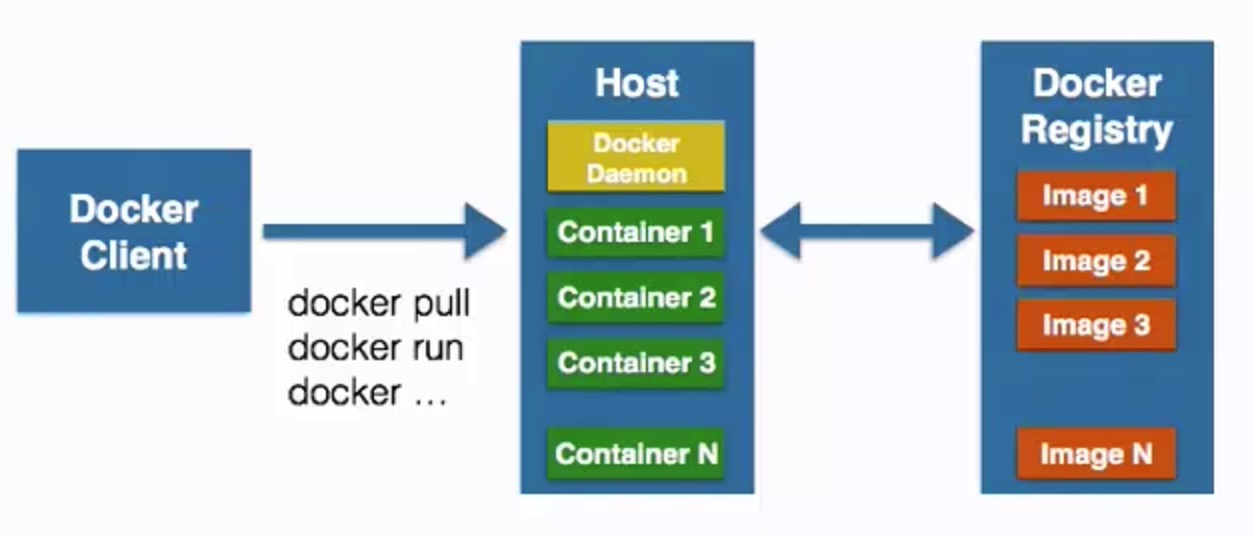 Docker
Client
docker pull
docker run
docker ...
Host
Docker
Daemon
Container 1
Container 2
Container 3
Container N
Docker
Registry
Image 1
Image 2
Image 3
Image N